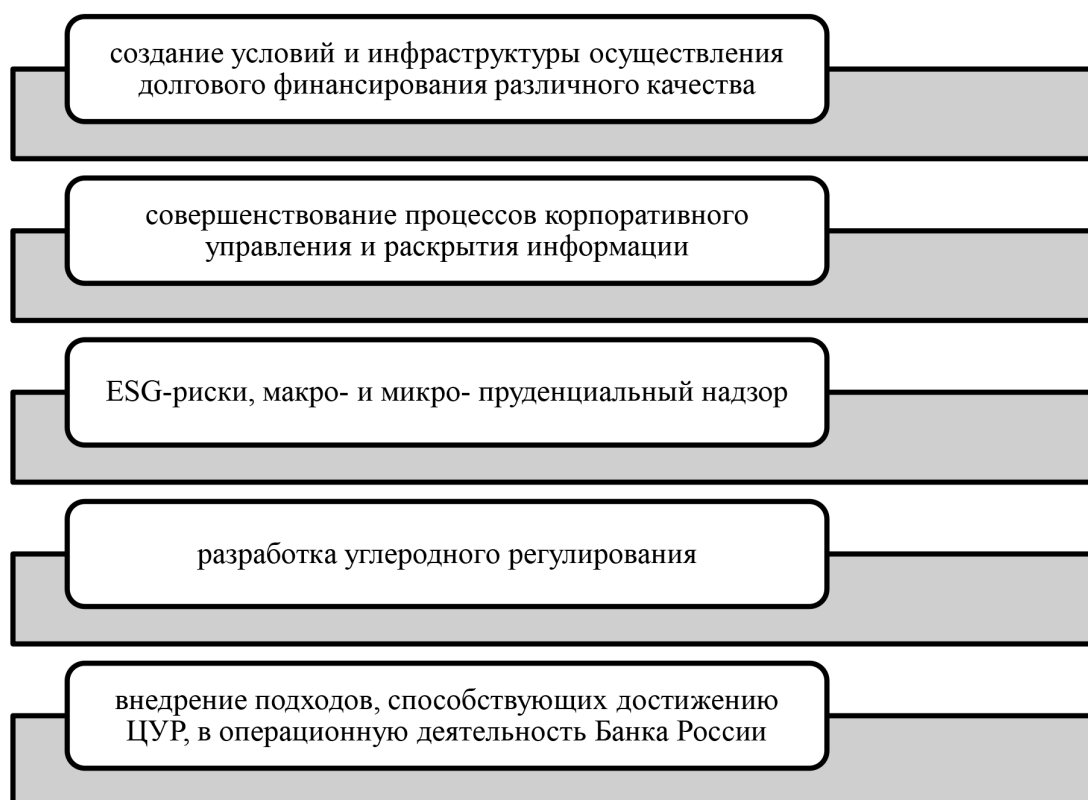 создание условий и инфраструктуры осуществления
долгового финансирования различного качества
совершенствование процессов корпоративного
управления и раскрытия информации
ESG-риски, макро- и микро- пруденциальный надзор
разработка углеродного регулирования
внедрение подходов, способствующих достижению
ЦУР, в операционную деятельность Банка России